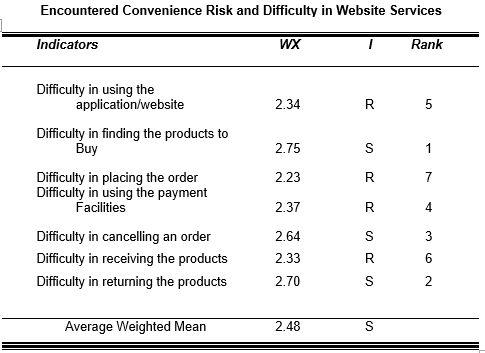 Encountered Convenience Risk and Difficulty in Website Services
Indicators WX I Rank
Difficulty in using the
application/website 2.34 R 5
Difficulty in finding the products to
Buy 2.75 S 1
Difficulty in placing the order 2.23 R 7
Difficulty in using the payment
Facilities 2.37 R 4
Difficulty in cancelling an order 2.64 S 3
Difficulty in receiving the products 2.33 R 6
Difficulty in returning the products 2.70 S 2
Average Weighted Mean 2.48 S